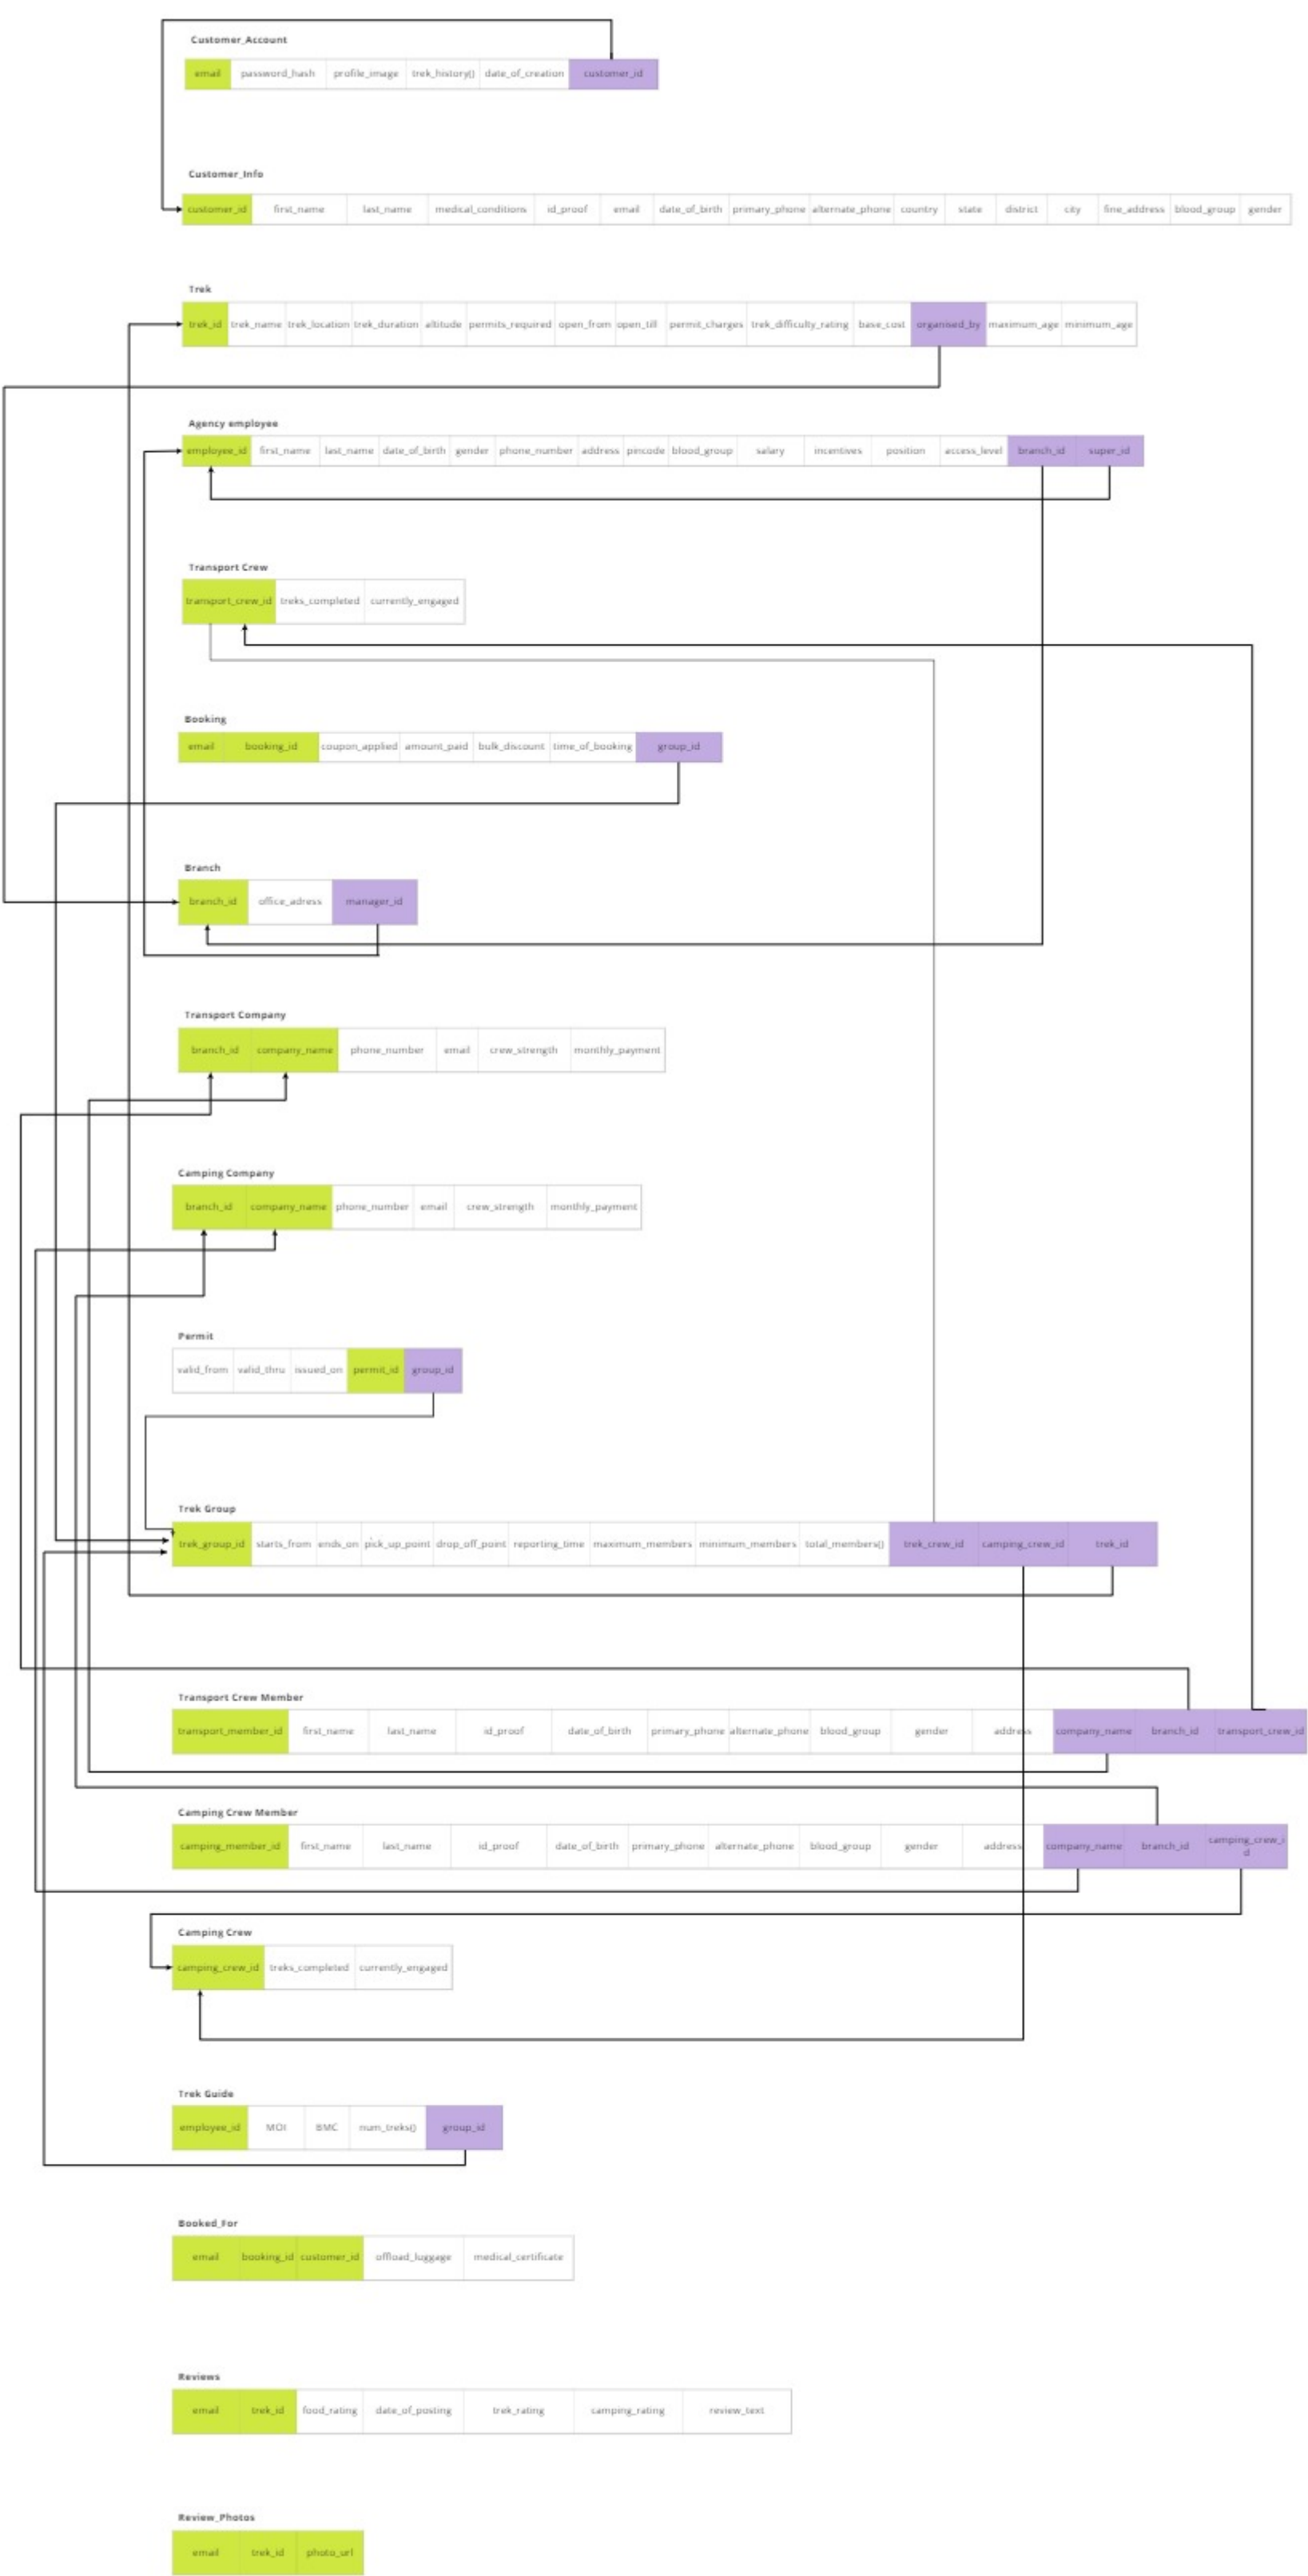 Customer_Account
email password_hash profile_image trek_history() date_of_creation customer_id
Customer_Info
customer_id first_name last_name medical_conditions id_proof email date_of_birth primary_phone alternate_phone country state district city fine_address blood_group gender
Trek
trek_id trek_name trek_location trek_duration altitude permits_required open_from open_till permit_charges trek_difficulty_rating base_cost organised_by maximum_age minimum_age
Agency employee
employee_id first_name last_name date_of_birth gender phone_number address pincode blood_group salary incentives position access_level branch_id super_id
Transport Crew
transport_crew_id treks_completed currently_engaged
Booking
email booking_id coupon_applied amount_paid bulk_discount time_of_booking group_id
Branch
branch_id office_adress manager_id
Transport Company
branch_id company_name phone_number email crew_strength monthly_payment
Camping Company
branch_id company_name phone_number email crew_strength monthly_payment
Permit
valid_from valid_thru issued_on permit_id group_id
Trek Group
trek_group_id starts_from ends_on pick_up_point drop_off_point reporting_time maximum_members minimum_members total_members() trek_crew_id camping_crew_id trek_id
Transport Crew Member
transport_member_id first_name last_name id_proof date_of_birth primary_phone alternate_phone blood_group gender address company_name branch_id transport_crew_id
Camping Crew Member
camping_member_id first_name last_name id_proof date_of_birth primary_phone alternate_phone blood_group gender address company_name branch_id camping_crew_i
d
Camping Crew
camping_crew_id treks_completed currently_engaged
Trek Guide
employee_id MOI BMC num_treks() group_id
Booked_For
email booking_id customer_id offload_luggage medical_certificate
Reviews
email trek_id food_rating date_of_posting trek_rating camping_rating review_text
Review_Photos
email trek_id photo_url